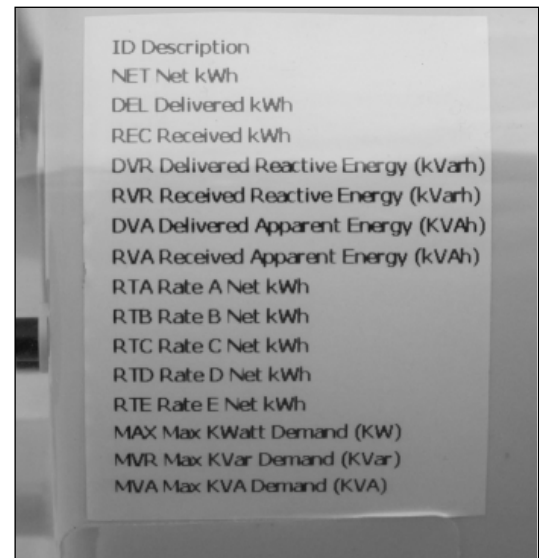 ID Description
NET Net kWh
DEL Delivered kWh
REC Received kWh
DVR Delivered Reactive Energy (kVarh)
RVR Received Reactive Energy (kVarh)
DVA Delivered Apparent Energy (KVAh)
RVA Received Apparent Energy (kVAh)
RTA Rate A Net kWh
RTB Rate B Net kWh
RTC Rate C Net kWh
RTD Rate D Net kWh
RTE Rate E Net kWh
MAX Max KWatt Demand (KW)
MVR Max KVar Demand (KVar)
MVA Max KVA Demand (KVA)